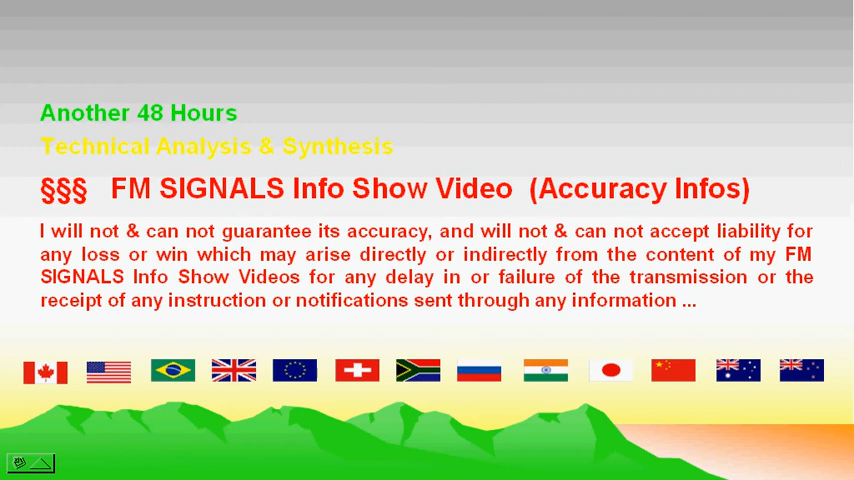 Another 48 Hours
Technical Analysis & Synthesis
§§§ FM SIGNALS Info Show Video (Accuracy Infos)
I will not & can not guarantee its accuracy, and will not & can not accept liability for
any loss or win which may arise directly or indirectly from the content of my FM
SIGNALS Info Show Videos for any delay in or failure of the transmission or the
receipt of any instruction or notifications sent through any information ...